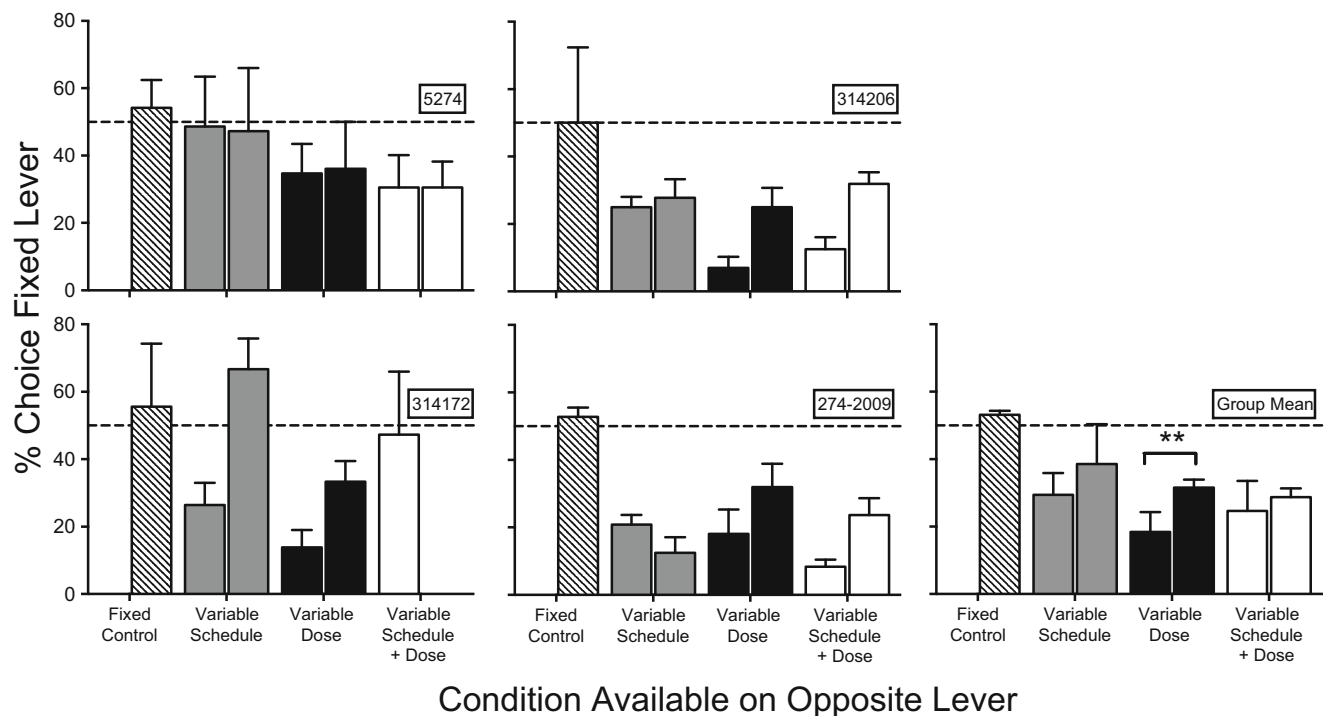 % Choice Fixed Lever
80
60
40
20
0
5274
314206
80
60
40
20
0
314172
274-2009
Group Mean
**
Fixed
Control
Variable
Schedule
Variable
Dose
Variable
Schedule
+ Dose
Fixed
Control
Variable
Schedule
Variable
Dose
Variable
Schedule
+ Dose
Fixed
Control
Variable
Schedule
Variable
Dose
Variable
Schedule
+ Dose
Condition Available on Opposite Lever